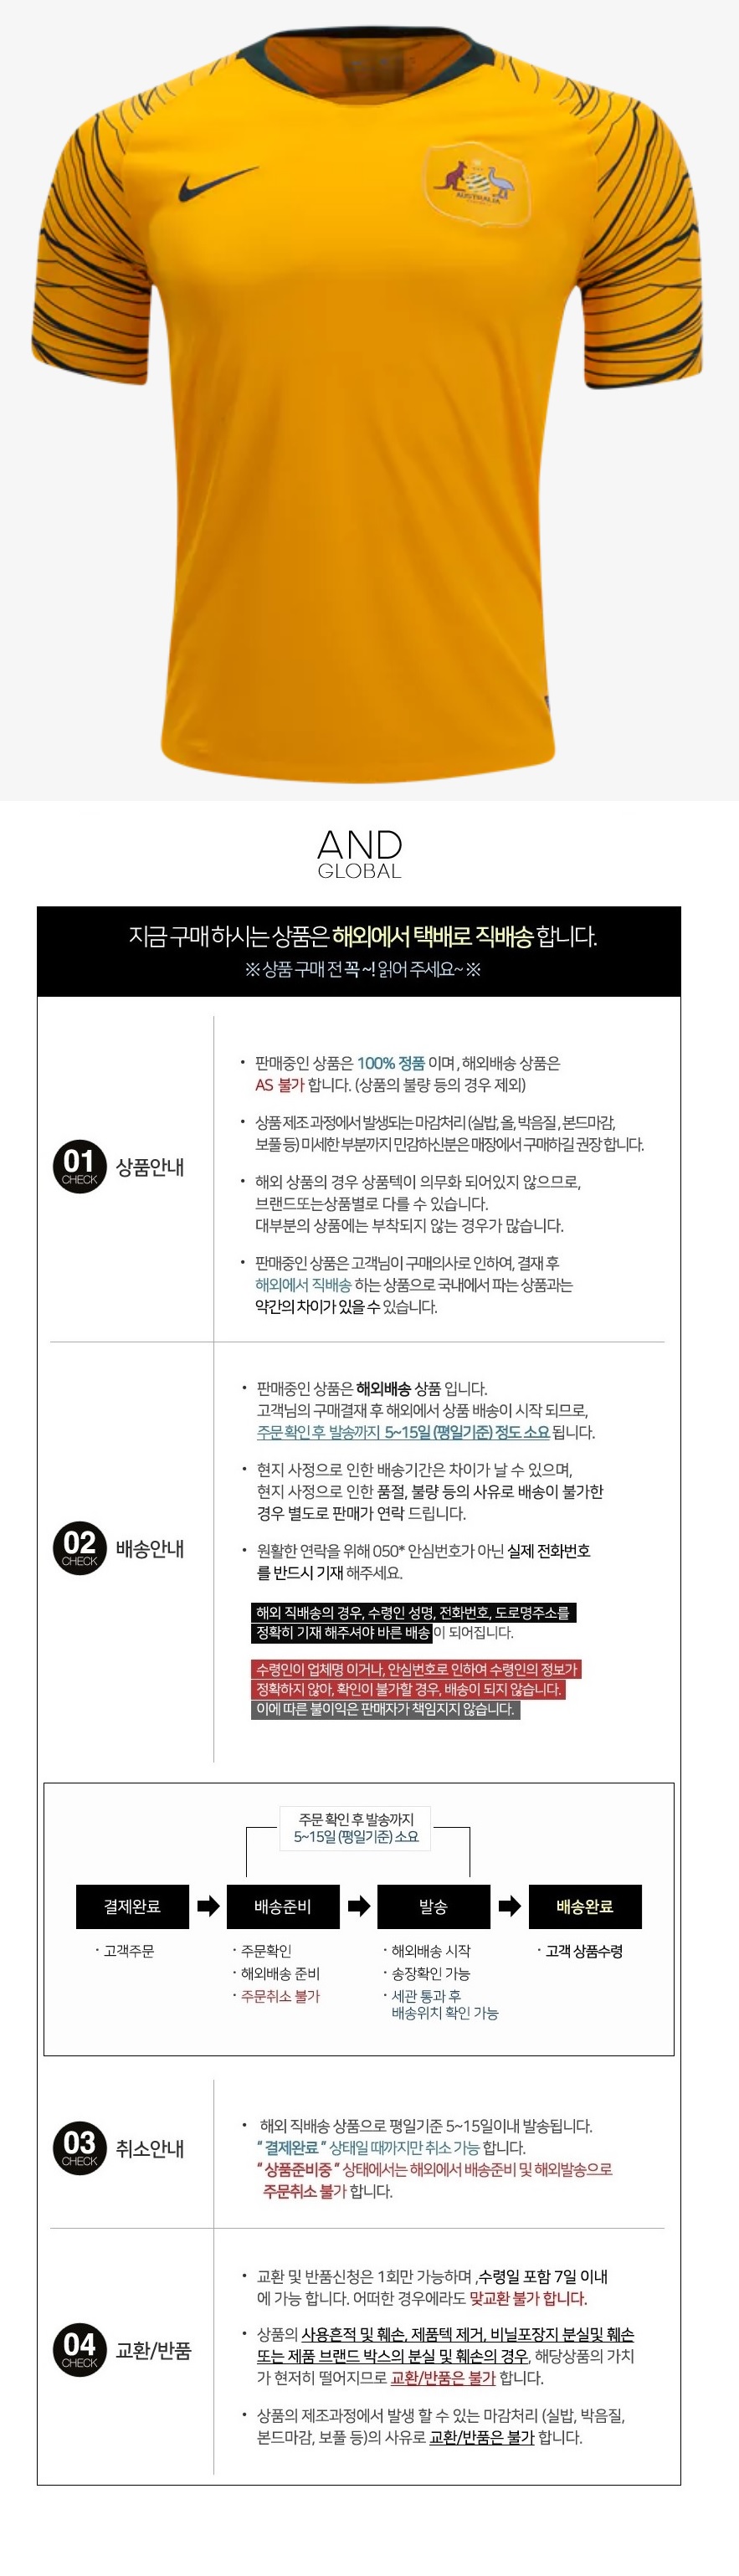 AUSTRALIA
AND
GLOBAL
지금 구매하시는 상품은 해외에서 택배로 직배송 합니다.
※ 상품 구매 전 꼭 ~! 읽어 주세요~ ※
01
CHECK
상품안내
• 판매중인 상품은 100% 정품 이며 , 해외배송 상품은
AS 불가 합니다. (상품의 불량 등의 경우 제외)
• 상품 제조 과정에서 발생되는 마감처리 (실밥, 올, 박음질 , 본드마감,
보풀 등) 미세한 부분까지 민감하신분은 매장에서 구매하길 권장 합니다.
• 해외 상품의 경우 상품텍이 의무화 되어있지 않으므로,
브랜드또는상품별로 다를 수 있습니다.
대부분의 상품에는 부착되지 않는 경우가 많습니다.
• 판매중인 상품은 고객님이 구매의사로 인하여, 결재 후
해외에서 직배송 하는 상품으로 국내에서 파는 상품과는
약간의 차이가 있을 수 있습니다.
02
CHECK
배송안내
• 판매중인 상품은 해외배송 상품 입니다.
고객님의 구매결재 후 해외에서 상품 배송이 시작 되므로,
주문 확인 후 발송까지 5~15일 (평일기준) 정도 소요 됩니다.
• 현지 사정으로 인한 배송기간은 차이가 날 수 있으며,
현지 사정으로 인한 품절, 불량 등의 사유로 배송이 불가한
경우 별도로 판매가 연락 드립니다.
• 원활한 연락을 위해 050* 안심번호가 아닌 실제 전화번호
를 반드시 기재 해주세요.
해외 직배송의 경우, 수령인 성명, 전화번호, 도로명주소를
정확히 기재 해주셔야 바른 배송 이 되어집니다.
수령인이 업체명 이거나, 안심번호로 인하여 수령인의 정보가
정확하지 않아, 확인이 불가할 경우, 배송이 되지 않습니다.
이에 따른 불이익은 판매자가 책임지지 않습니다.
주문 확인 후 발송까지
5~15일 (평일기준) 소요
결제완료
배송준비
발송
배송완료
· 고객주문
· 주문확인
· 해외배송 준비
· 주문취소 불가
· 해외배송 시작
· 송장확인 가능
· 세관 통과 후
배송위치 확인 가능
· 고객 상품수령
03
CHECK
취소안내
• 해외 직배송 상품으로 평일기준 5~15일이내 발송됩니다.
“ 결제완료 ” 상태일 때까지만 취소 가능 합니다.
“ 상품준비중 “ 상태에서는 해외에서 배송준비 및 해외발송으로
주문취소 불가 합니다.
04
CHECK
교환/반품
• 교환 및 반품신청은 1회만 가능하며 ,수령일 포함 7일 이내
에 가능 합니다. 어떠한 경우에라도 맞교환 불가 합니다.
• 상품의 사용흔적 및 훼손, 제품텍 제거, 비닐포장지 분실및 훼손
또는 제품 브랜드 박스의 분실 및 훼손의 경우, 해당상품의 가치
가 현저히 떨어지므로 교환/반품은 불가 합니다.
• 상품의 제조과정에서 발생 할 수 있는 마감처리 (실밥, 박음질,
본드마감, 보풀 등)의 사유로 교환/반품은 불가 합니다.